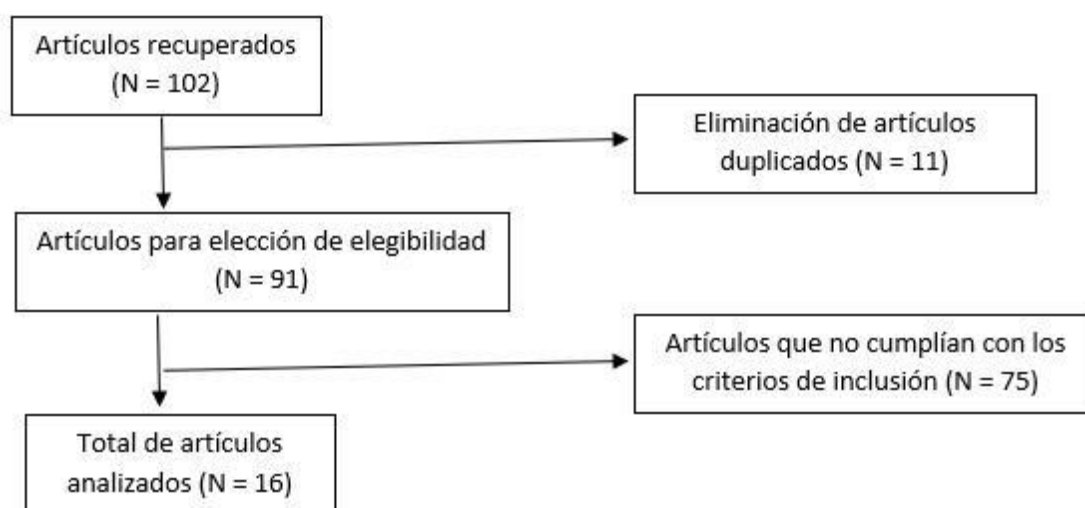 Artículos recuperados
(N = 102)
Eliminación de artículos
duplicados (N = 11)
Artículos para elección de elegibilidad
(N = 91)
Artículos que no cumplían con los
criterios de inclusión (N = 75)
Total de artículos
analizados (N = 16)